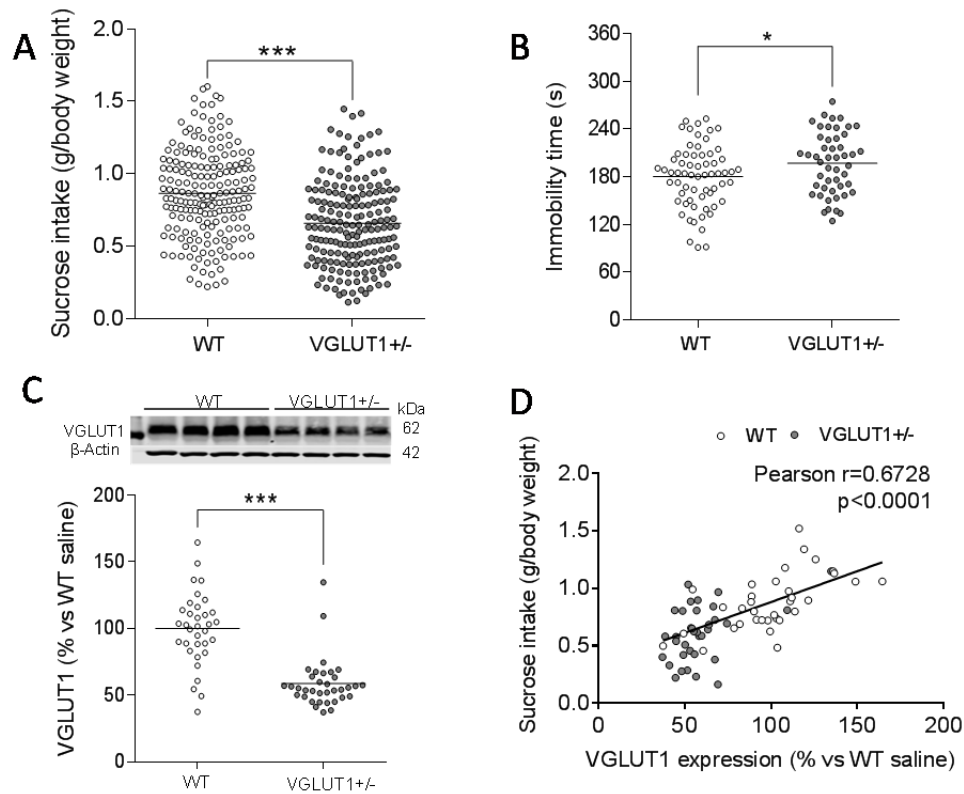 A
Sucrose intake (g/body weight)
2.0
1.5
1.0
0.5
0.0
***
WT
VGLUT1+/-
B
Immobility time (s)
360
300
240
180
120
60
0
*
WT
VGLUT1+/-
C
WT
VGLUT1+/-
kDa
VGLUT1
62
β-Actin
42
VGLUT1 (% vs WT saline)
200
150
100
50
0
***
WT
VGLUT1+/-
D
WT
VGLUT1+/-
Pearson r=0.6728
p<0.0001
Sucrose intake (g/body weight)
2.0
1.5
1.0
0.5
0.0
0
50
100
150
200
VGLUT1 expression (% vs WT saline)